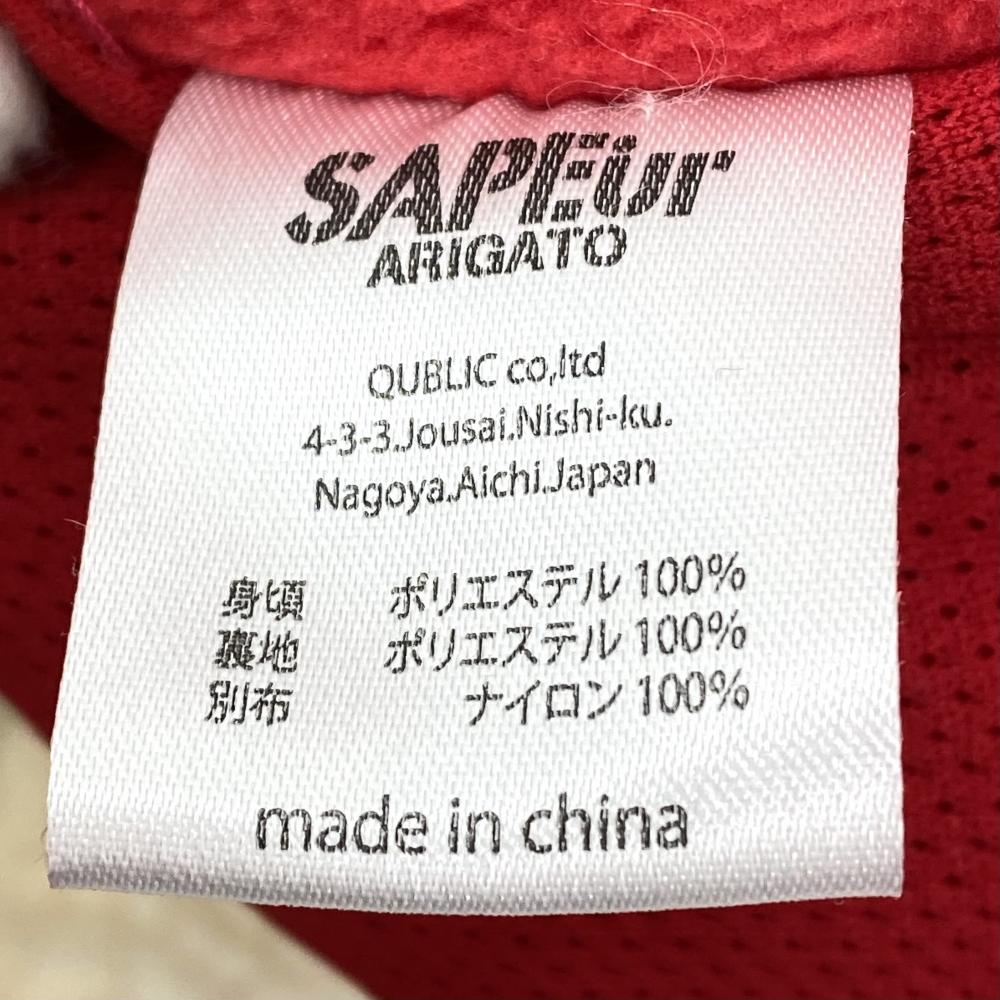 SAPEur
ARIGATO
QUBLIC co,ltd
4-3-3.Jousai.Nishi-ku.
Nagoya.Aichi.Japan
身頃 ポリエステル 100%
裏地 ポリエステル 100%
別布 ナイロン 100%
made in china